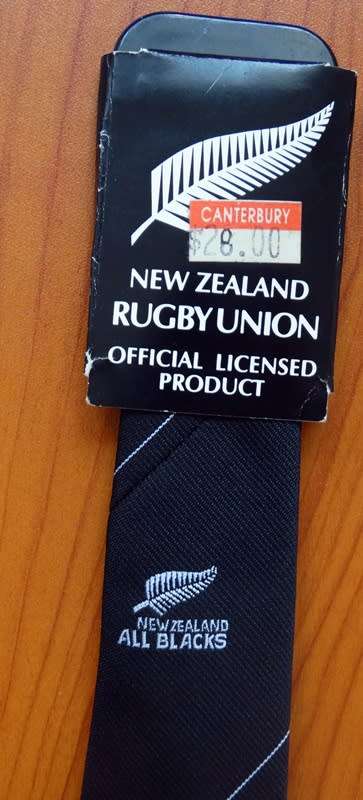 CANTERBURY
$28.00
NEW ZEALAND
RUGBY UNION
OFFICIAL LICENSED
PRODUCT
NEW ZEALAND
ALL BLACKS